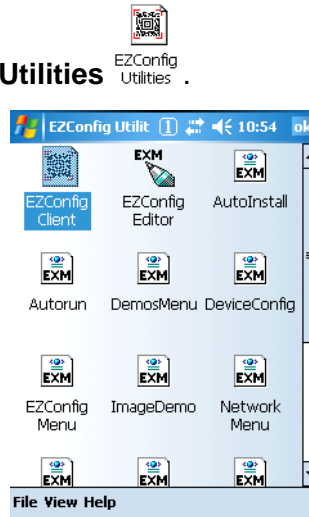 EZConfig
Utilities Utilities .
EZConfig Utilit 1 10:54 ok
EXM EXM
EZConfig EZConfig AutoInstall
Client Editor
EXM EXM EXM
Autorun DemosMenu DeviceConfig
EXM EXM EXM
EZConfig ImageDemo Network
Menu Menu
EXM EXM EXM
File View Help